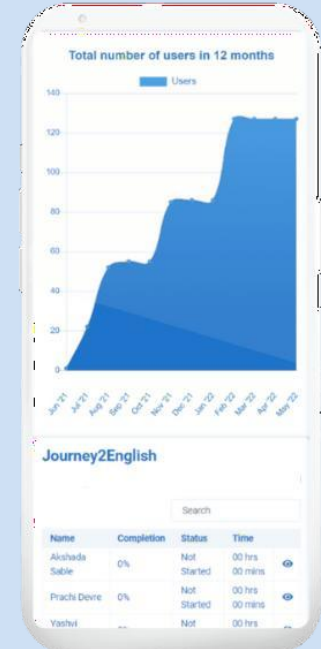 Total number of users in 12 months
Users
140
120
100
80
60
40
20
0
Jun '21
Jul '21
Aug '21
Sep '21
Oct '21
Nov '21
Dec '21
Jan '22
Feb '22
Mar '22
Apr '22
May '22
Journey2English
Search
Name Completion Status Time
Akshada Sable 0% Not Started 00 hrs 00 mins
Prachi Devre 0% Not Started 00 hrs 00 mins
Yashvi Not 00 hrs